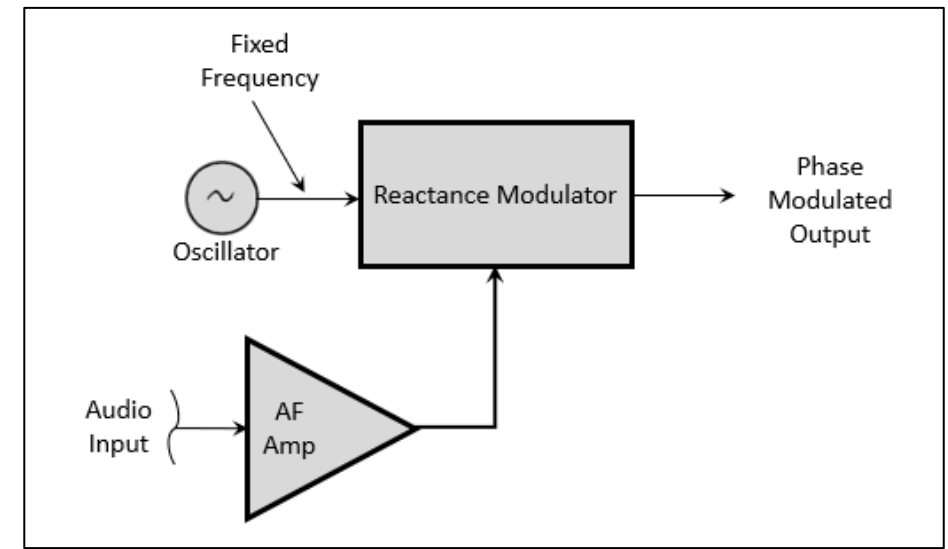 Fixed
Frequency
Reactance Modulator
Phase
Modulated
Output
Oscillator
Audio
Input
AF
Amp